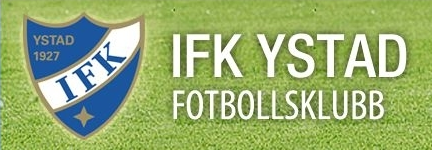 YSTAD
1927
IFK
IFK YSTAD
FOTBOLLSKLUBB